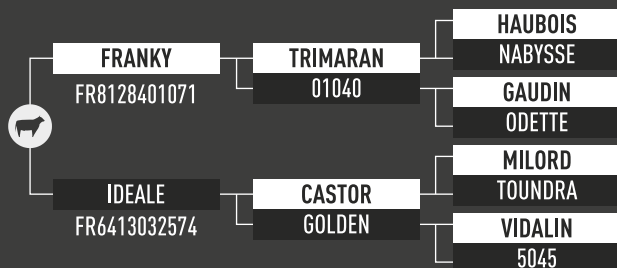 FRANKY
FR8128401071
IDEALE
FR6413032574
TRIMARAN
01040
CASTOR
GOLDEN
HAUBOIS
NABYSSE
GAUDIN
ODETTE
MILORD
TOUNDRA
VIDALIN
5045